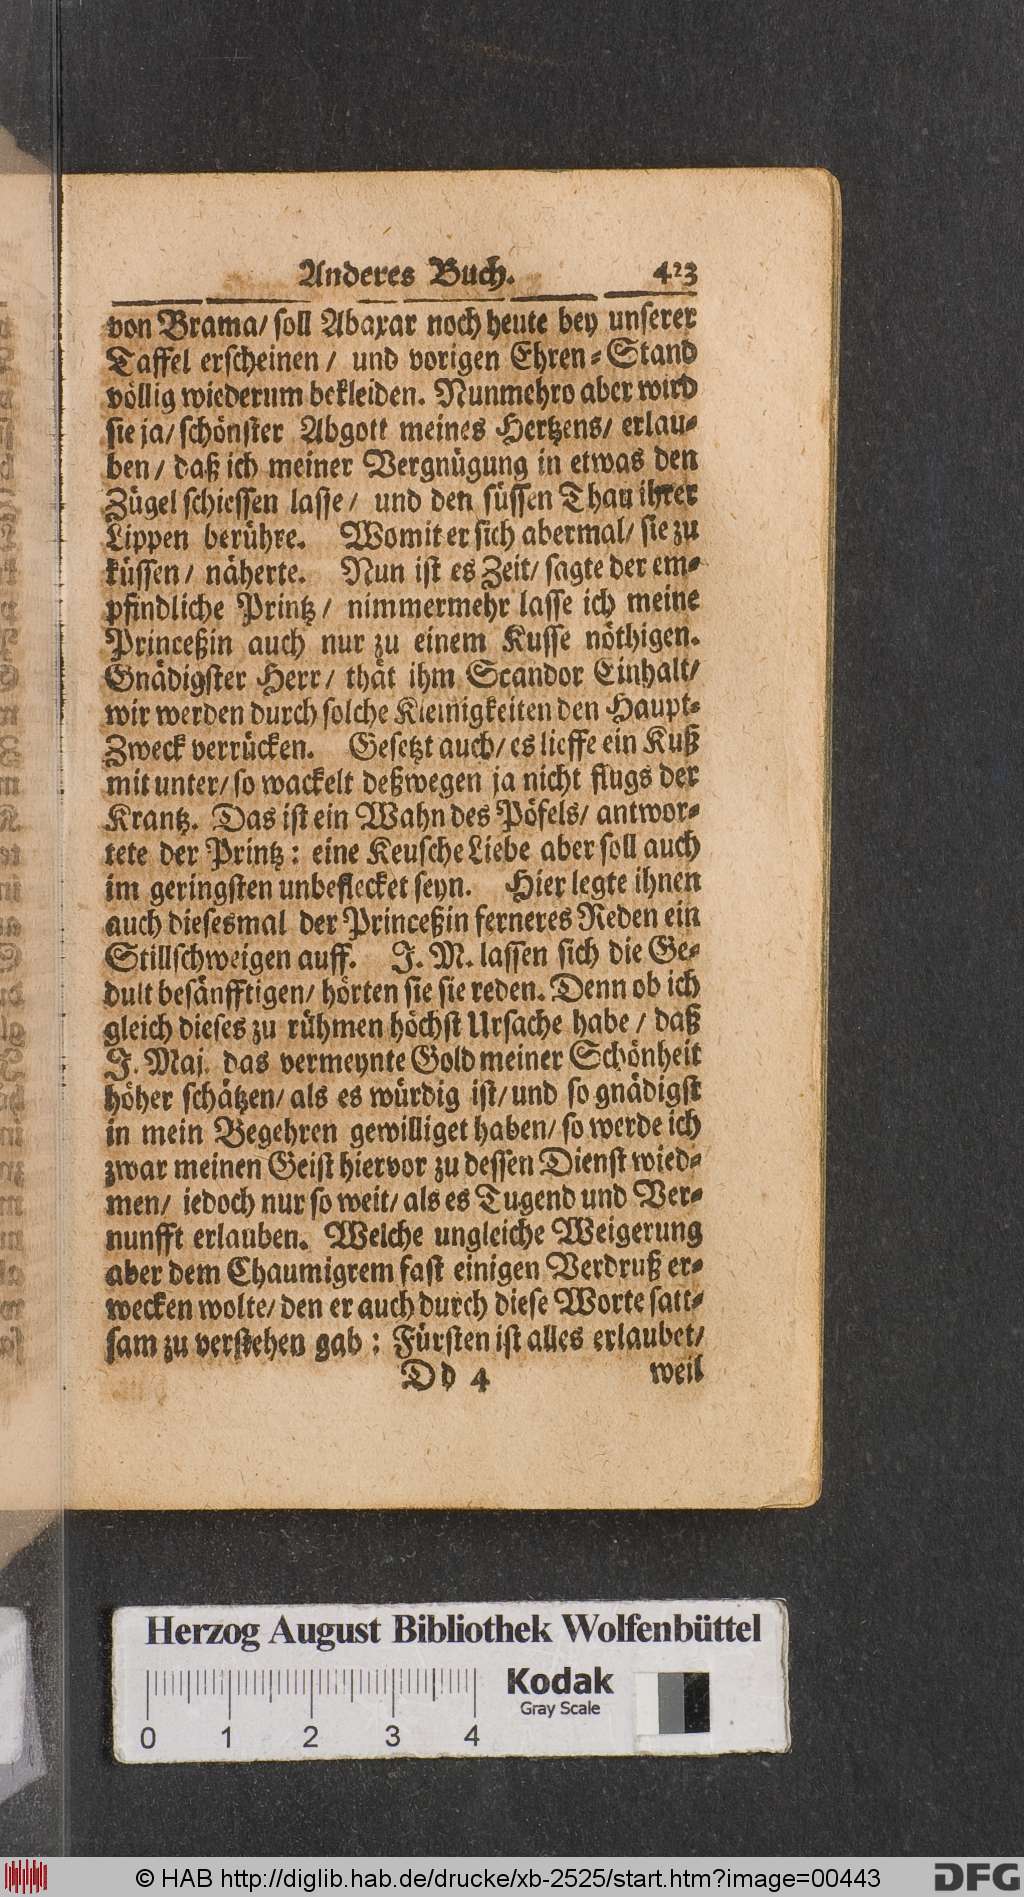 Anderes Buch. 423
von Brama/ soll Abaxar noch heute bey unserer
Taffel erscheinen/ und vorigen Ehren-Stand
völlig wiederum bekleiden. Nunmehro aber wird
sie ja/ schönster Abgott meines Hertzens/ erlau-
ben/ daß ich meiner Vergnügung in etwas den
Zügel schiessen lasse/ und den süssen Thau ihrer
Lippen berühre. Womit er sich abermal/ sie zu
küssen/ näherte. Nun ist es Zeit/ sagte der em-
pfindliche Printz/ nimmermehr lasse ich meine
Princeßin auch nur zu einem Kusse nöthigen.
Gnädigster Herr/ thät ihm Scandor Einhalt/
wir werden durch solche Kleinigkeiten den Haupt-
Zweck verrücken. Gesetzt auch/ es lieffe ein Kuß
mit unter/ so wackelt deßwegen ja nicht flugs der
Krantz. Das ist ein Wahn des Pöfels/ antwor-
tete der Printz: eine Keusche Liebe aber soll auch
im geringsten unbeflecket seyn. Hier legte ihnen
auch diesesmal der Princeßin ferneres Reden ein
Stillschweigen auff. J. M. lassen sich die Ge-
dult besänfftigen/ hörten sie sie reden. Denn ob ich
gleich dieses zu rühmen höchst Ursache habe/ daß
J. Maj. das vermeynte Gold meiner Schönheit
höher schätzen/ als es würdig ist/ und so gnädigst
in mein Begehren gewilliget haben/ so werde ich
zwar meinen Geist hiervor zu dessen Dienst wied-
men/ iedoch nur so weit/ als es Tugend und Ver-
nunfft erlauben. Welche ungleiche Weigerung
aber dem Chaumigrem fast einigen Verdruß er-
wecken wolte/ den er auch durch diese Worte satt-
sam zu verstehen gab: Fürsten ist alles erlaubet/
Dd 4 weil
Herzog August Bibliothek Wolfenbüttel
Kodak
Gray Scale
0 1 2 3 4
© HAB http://diglib.hab.de/drucke/xb-2525/start.htm?image=00443
DFG